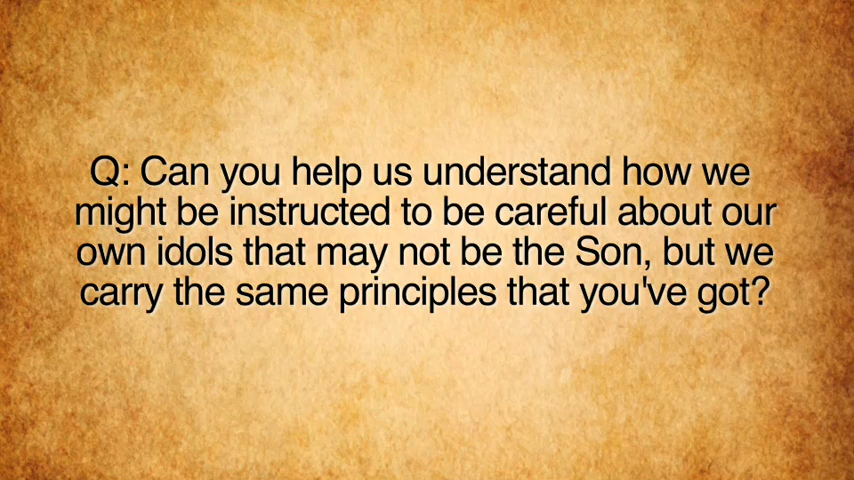 Q: Can you help us understand how we
might be instructed to be careful about our
own idols that may not be the Son, but we
carry the same principles that you've got?